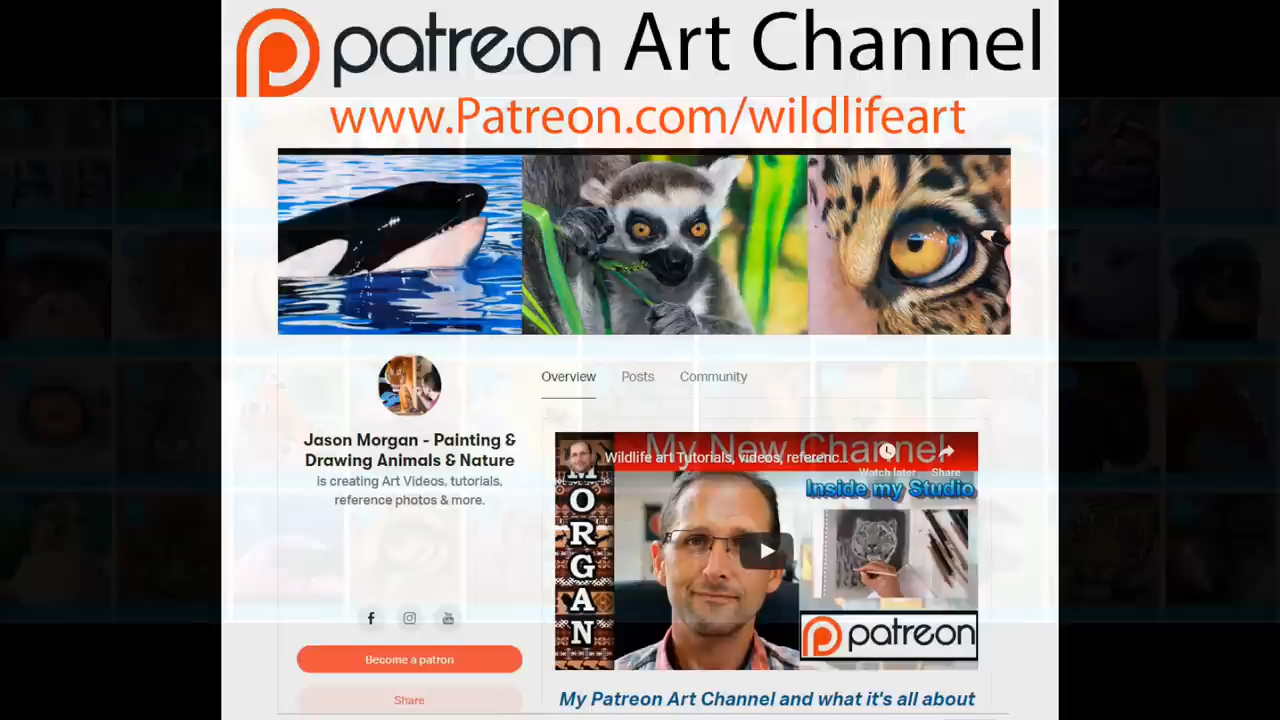 patreon Art Channel
www.Patreon.com/wildlifeart
Overview Posts Community
Jason Morgan - Painting &
Drawing Animals & Nature
is creating Art Videos, tutorials,
reference photos & more.
Become a patron
Share
My New Channel
Wildlife art Tutorials, videos, referenc...
Watch later Share
Inside my Studio
MORGAN
patreon
My Patreon Art Channel and what it's all about